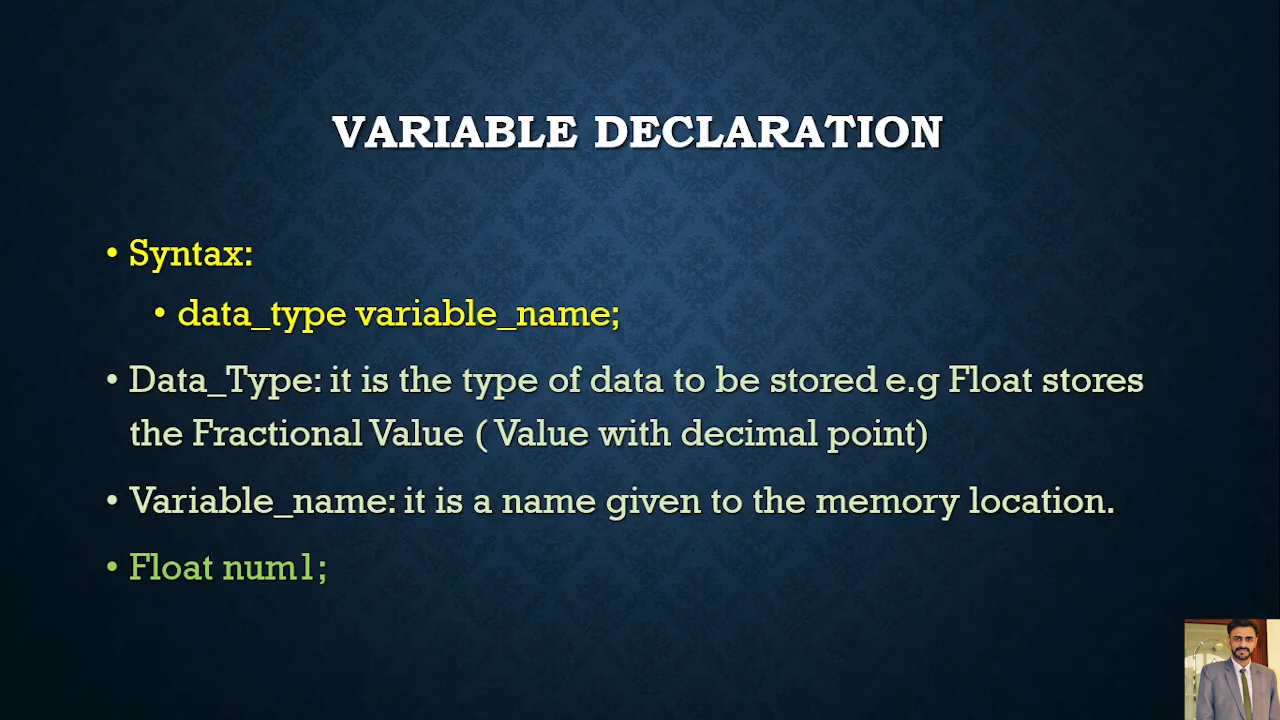 VARIABLE DECLARATION
• Syntax:
• data_type variable_name;
• Data_Type: it is the type of data to be stored e.g Float stores
the Fractional Value ( Value with decimal point)
• Variable_name: it is a name given to the memory location.
• Float num1;